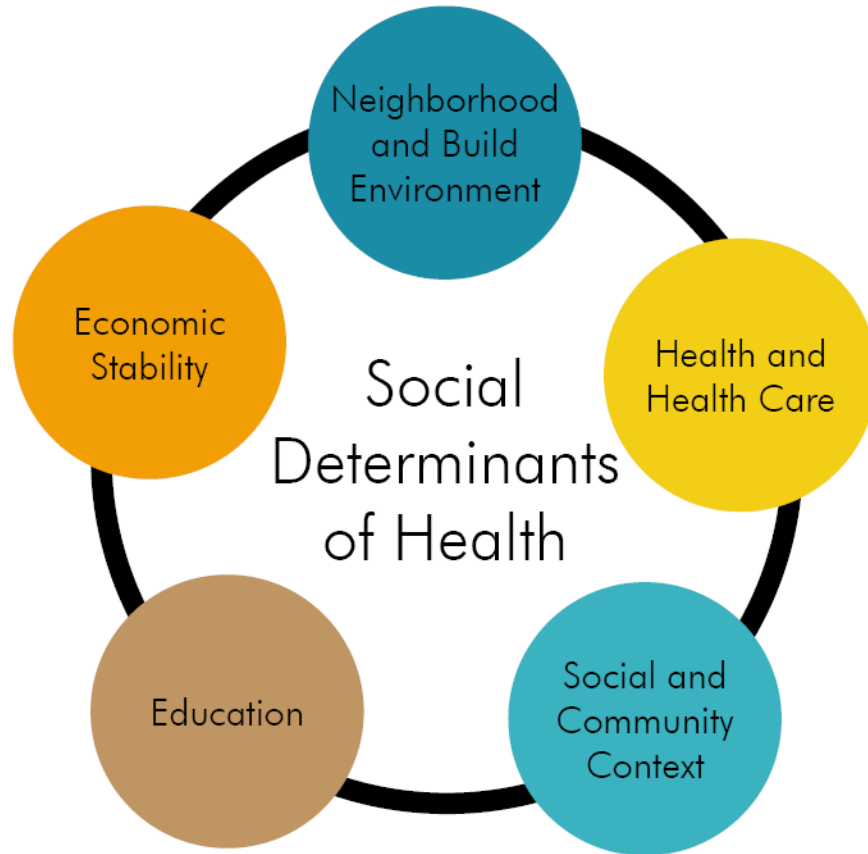 Neighborhood
and Build
Environment
Economic
Stability
Health and
Health Care
Social
Determinants
of Health
Education
Social and
Community
Context